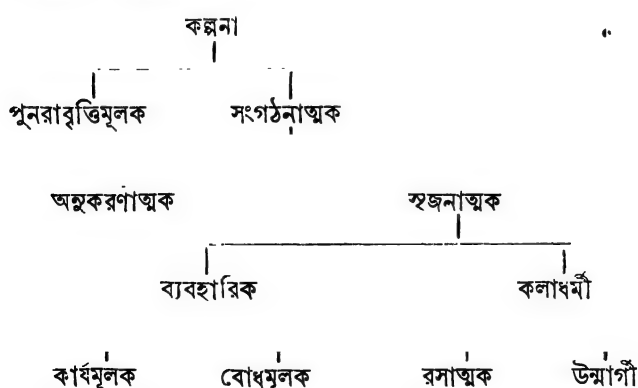 কল্পনা
পুনরাবৃত্তিমূলক সংগঠনাত্মক
অনুকরণাত্মক সৃজনাত্মক
ব্যবহারিক কলাধর্মী
কার্যমূলক বোধমূলক রসাত্মক উন্মার্গী